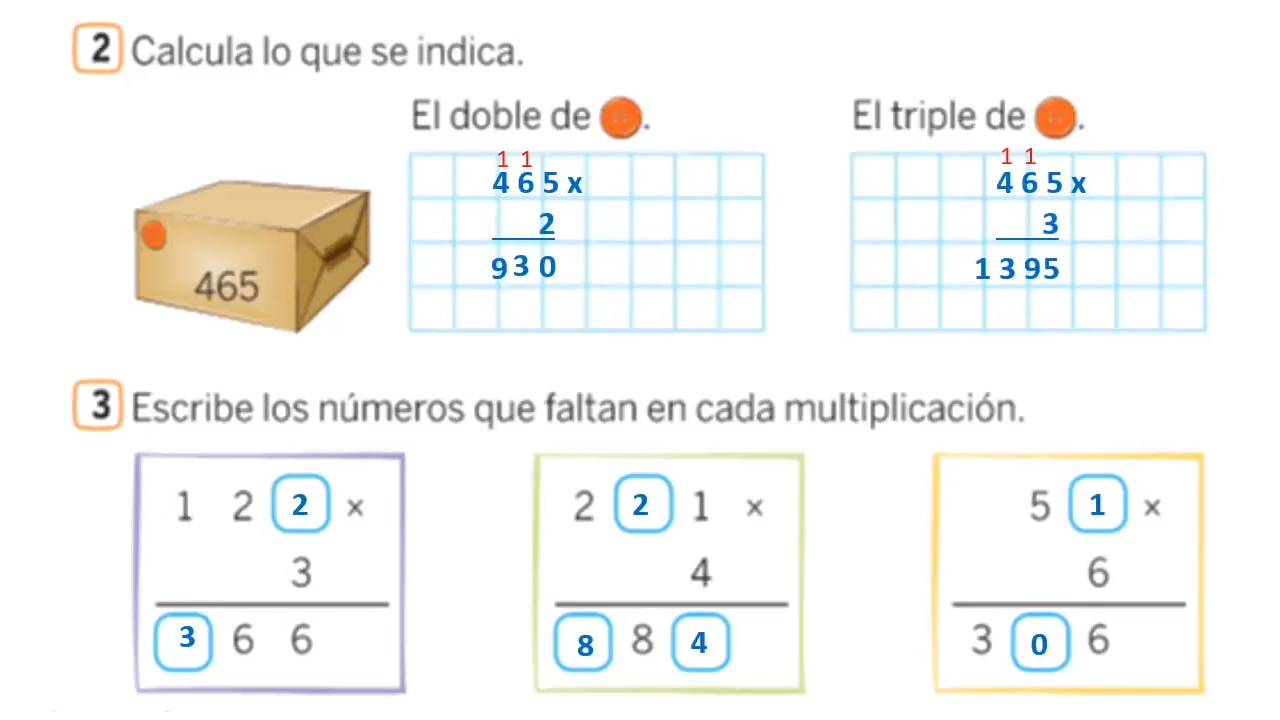 2 Calcula lo que se indica.
El doble de .
1 1
4 6 5 x
2
9 3 0
El triple de .
1 1
4 6 5 x
3
1 3 9 5
465
3 Escribe los números que faltan en cada multiplicación.
1 2 2 ×
3
3 6 6
2 2 1 ×
4
8 8 4
5 1 ×
6
3 0 6